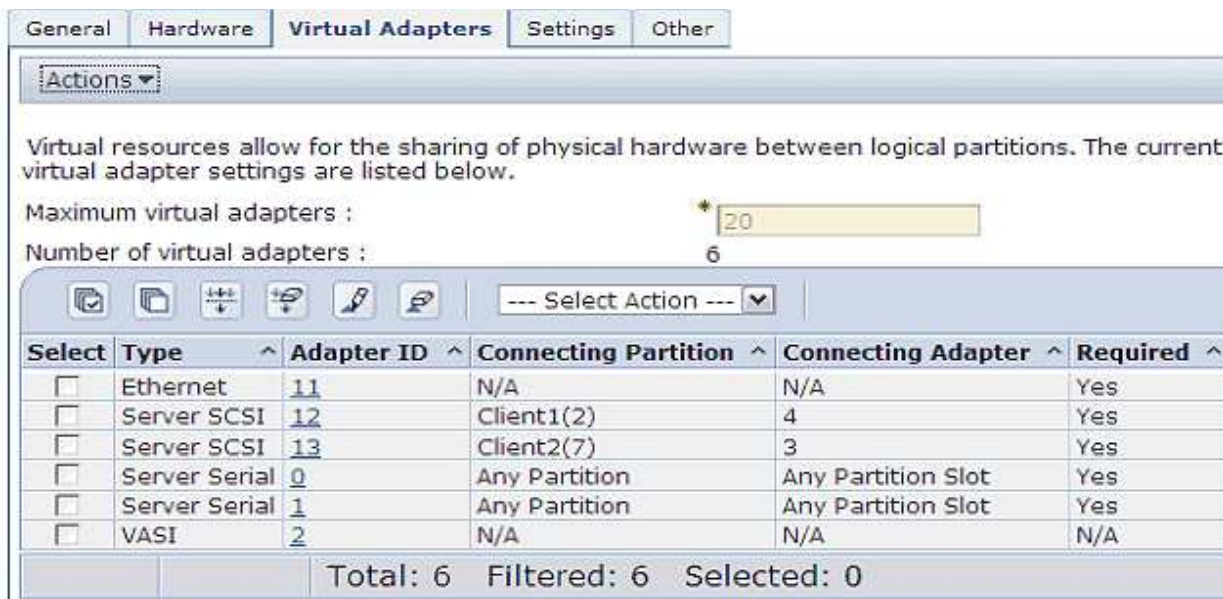 General Hardware Virtual Adapters Settings Other
Actions
Virtual resources allow for the sharing of physical hardware between logical partitions. The current
virtual adapter settings are listed below.
Maximum virtual adapters : * 20
Number of virtual adapters : 6
--- Select Action ---
Select Type ^ Adapter ID ^ Connecting Partition ^ Connecting Adapter ^ Required ^
Ethernet 11 N/A N/A Yes
Server SCSI 12 Client1(2) 4 Yes
Server SCSI 13 Client2(7) 3 Yes
Server Serial 0 Any Partition Any Partition Slot Yes
Server Serial 1 Any Partition Any Partition Slot Yes
VASI 2 N/A N/A N/A
Total: 6 Filtered: 6 Selected: 0